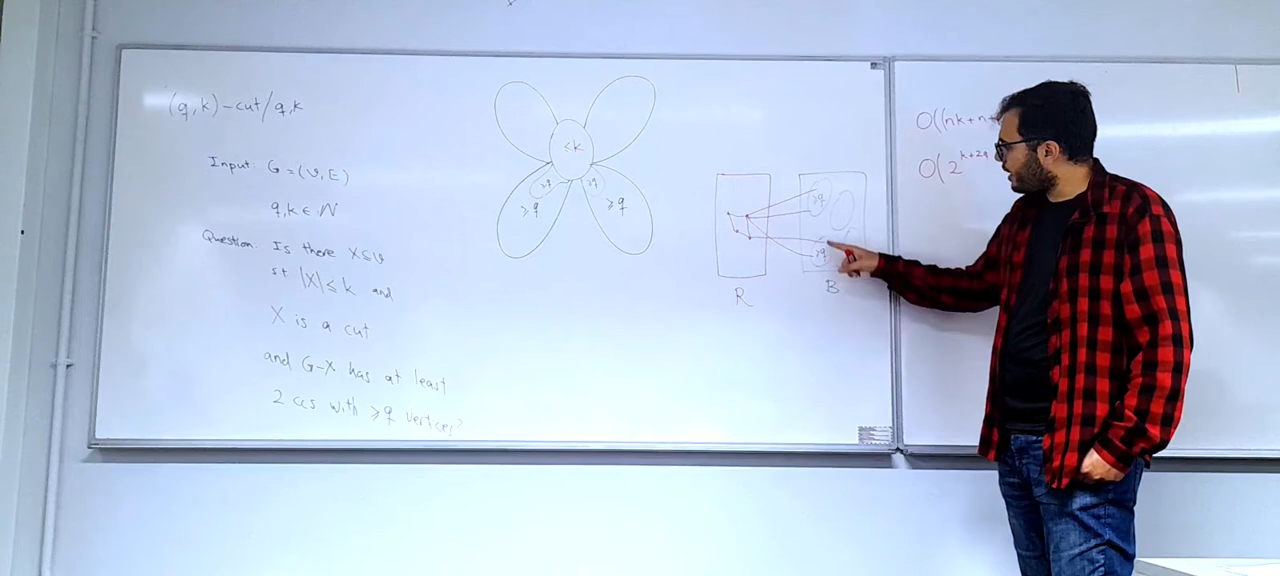 (q,k)-cut/q,k
Input: G=(V,E)
q,k ∈ N
Question: Is there X⊆V
st |X|≤k and
X is a cut
and G-X has at least
2 ccs with ≥q vertices?
≤k
≥q
≥q
≥q
≥q
≥q
≥q
R
B
O((nk+n+
O(2^{k+2q